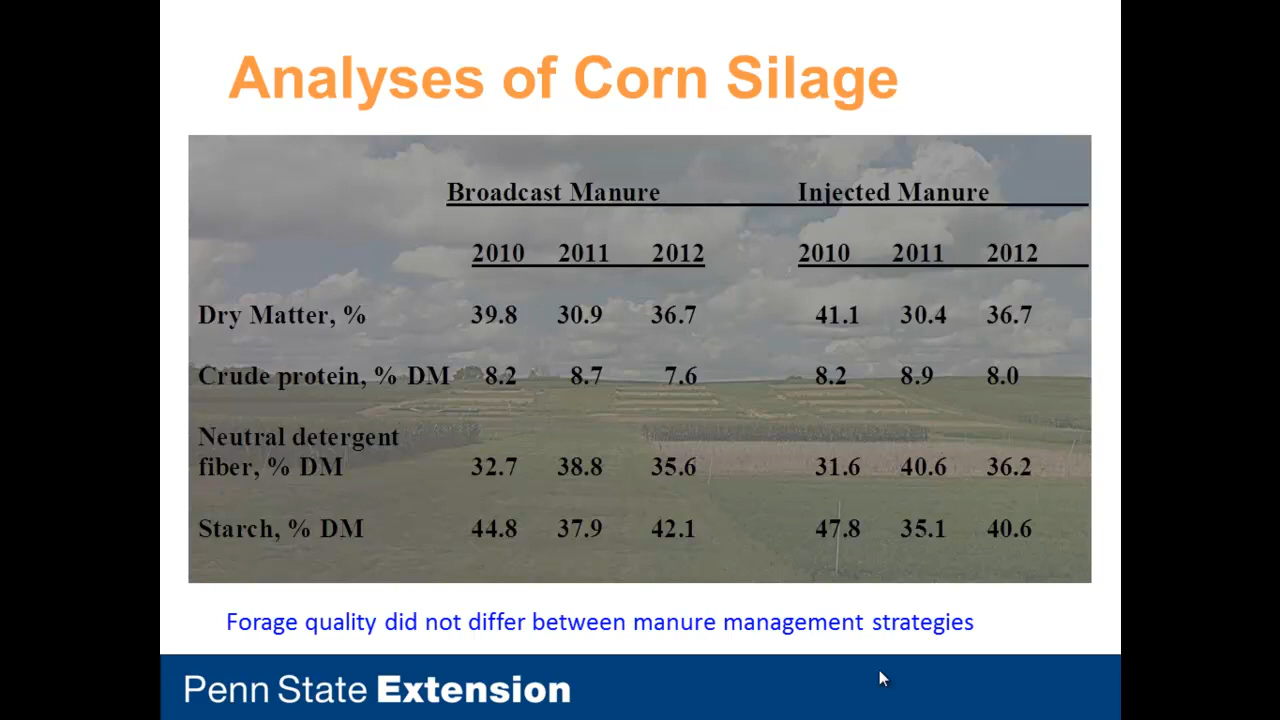 Analyses of Corn Silage
Broadcast Manure Injected Manure
2010 2011 2012 2010 2011 2012
Dry Matter, % 39.8 30.9 36.7 41.1 30.4 36.7
Crude protein, % DM 8.2 8.7 7.6 8.2 8.9 8.0
Neutral detergent
fiber, % DM 32.7 38.8 35.6 31.6 40.6 36.2
Starch, % DM 44.8 37.9 42.1 47.8 35.1 40.6
Forage quality did not differ between manure management strategies
Penn State Extension